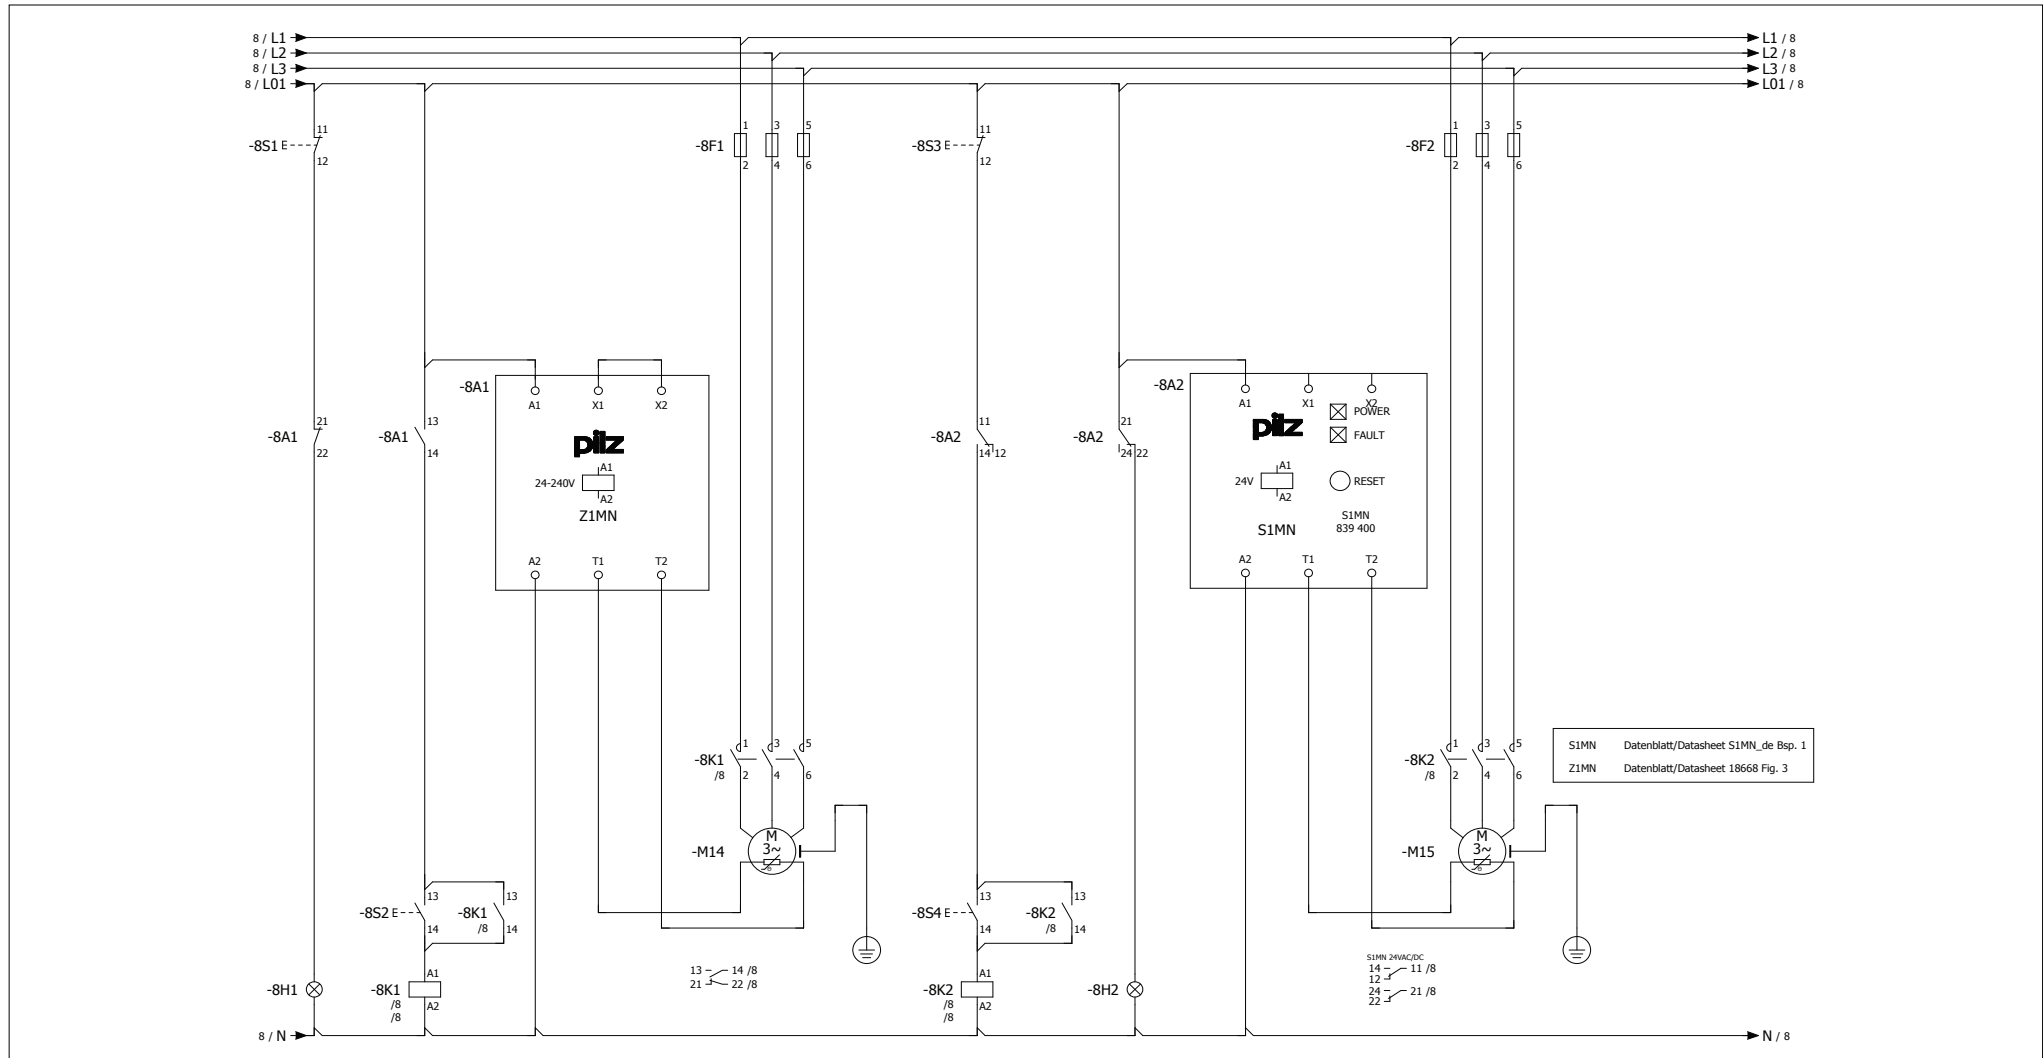 8 / L1
L1 / 8
8 / L2
L2 / 8
8 / L3
L3 / 8
8 / L01
L01 / 8
-8S1
11
12
-8F1
1
3
5
2
4
6
-8S3
11
12
-8F2
1
3
5
2
4
6
-8A1
21
22
-8A1
13
14
-8A1
A1
X1
X2
pilz
24-240V
A1
A2
Z1MN
A2
T1
T2
-8A2
11
14
12
-8A2
21
24
22
-8A2
A1
X1
X2
pilz
POWER
FAULT
24V
A1
A2
RESET
S1MN
S1MN
839 400
A2
T1
T2
-8K1
/8
1
3
5
2
4
6
-8K2
/8
1
3
5
2
4
6
S1MN Datenblatt/Datasheet S1MN_de Bsp. 1
Z1MN Datenblatt/Datasheet 18668 Fig. 3
-M14
M
3~
-M15
M
3~
-8S2
13
14
-8K1
/8
13
14
-8S4
13
14
-8K2
/8
13
14
-8H1
-8K1
/8
/8
A1
A2
13 14 /8
21 22 /8
-8K2
/8
/8
A1
A2
-8H2
S1MN 24VAC/DC
14 11 /8
12
24 21 /8
22
8 / N
N / 8